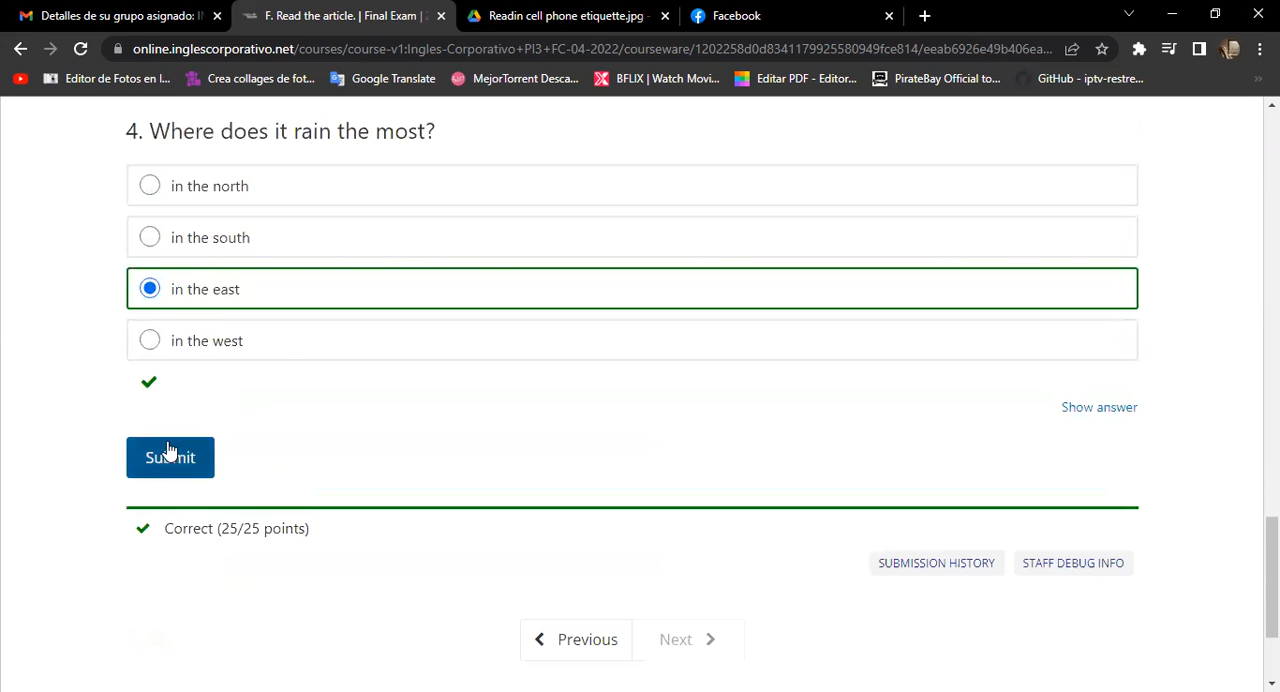 Detalles de su grupo asignado: I
F. Read the article. | Final Exam |
Readin cell phone etiquette.jpg -
Facebook
online.inglescorporativo.net/courses/course-v1:Ingles-Corporativo+PI3+FC-04-2022/courseware/1202258d0d8341179925580949fce814/eeab6926e49b406ea...
Editor de Fotos en l...
Crea collages de fot...
Google Translate
MejorTorrent Desca...
BFLIX | Watch Movi...
Editar PDF - Editor...
PirateBay Official to...
GitHub - iptv-restre...
4. Where does it rain the most?
in the north
in the south
in the east
in the west
Show answer
Submit
Correct (25/25 points)
SUBMISSION HISTORY
STAFF DEBUG INFO
Previous
Next